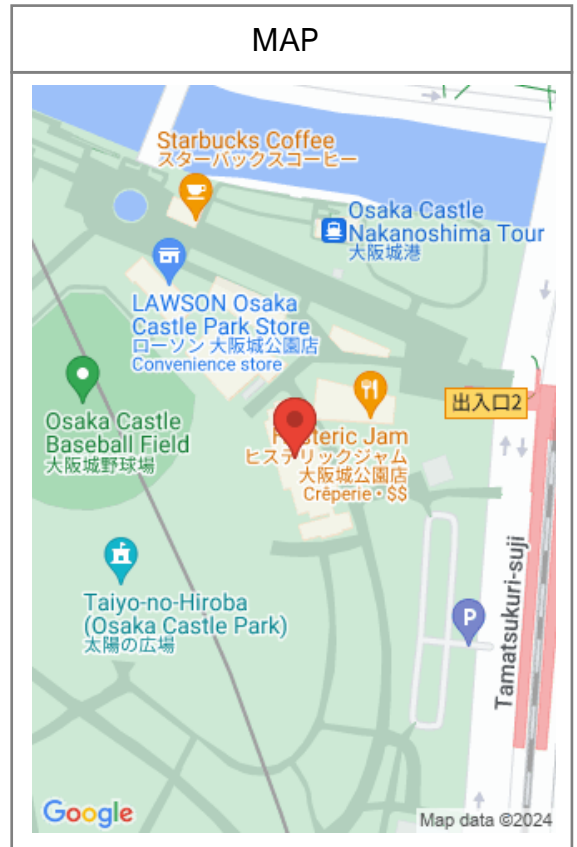 MAP
Starbucks Coffee
スターバックスコーヒー
Osaka Castle
Nakanoshima Tour
大阪城港
LAWSON Osaka
Castle Park Store
ローソン 大阪城公園店
Convenience store
Osaka Castle
Baseball Field
大阪城野球場
出入口2
Jam
ヒステリックジャム
大阪城公園店
Crêperie • $$
Taiyo-no-Hiroba
(Osaka Castle Park)
太陽の広場
P
Tamatsukuri-suji
Google
Map data ©2024